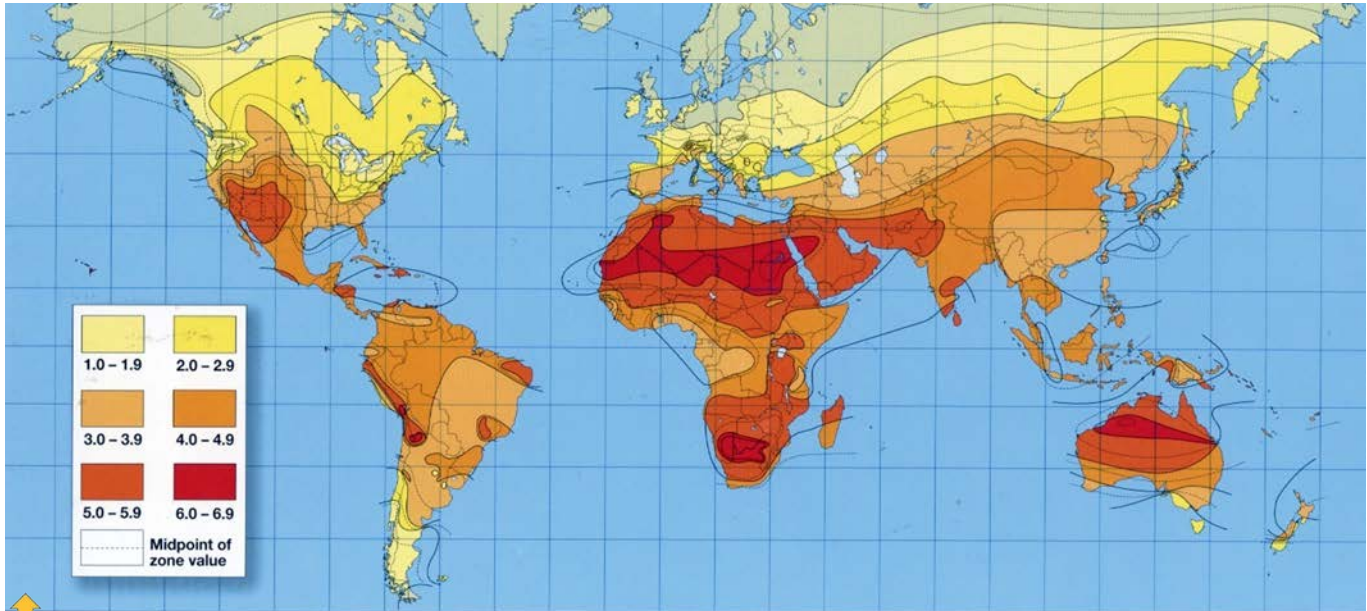 1.0 – 1.9 2.0 – 2.9
3.0 – 3.9 4.0 – 4.9
5.0 – 5.9 6.0 – 6.9
Midpoint of
zone value